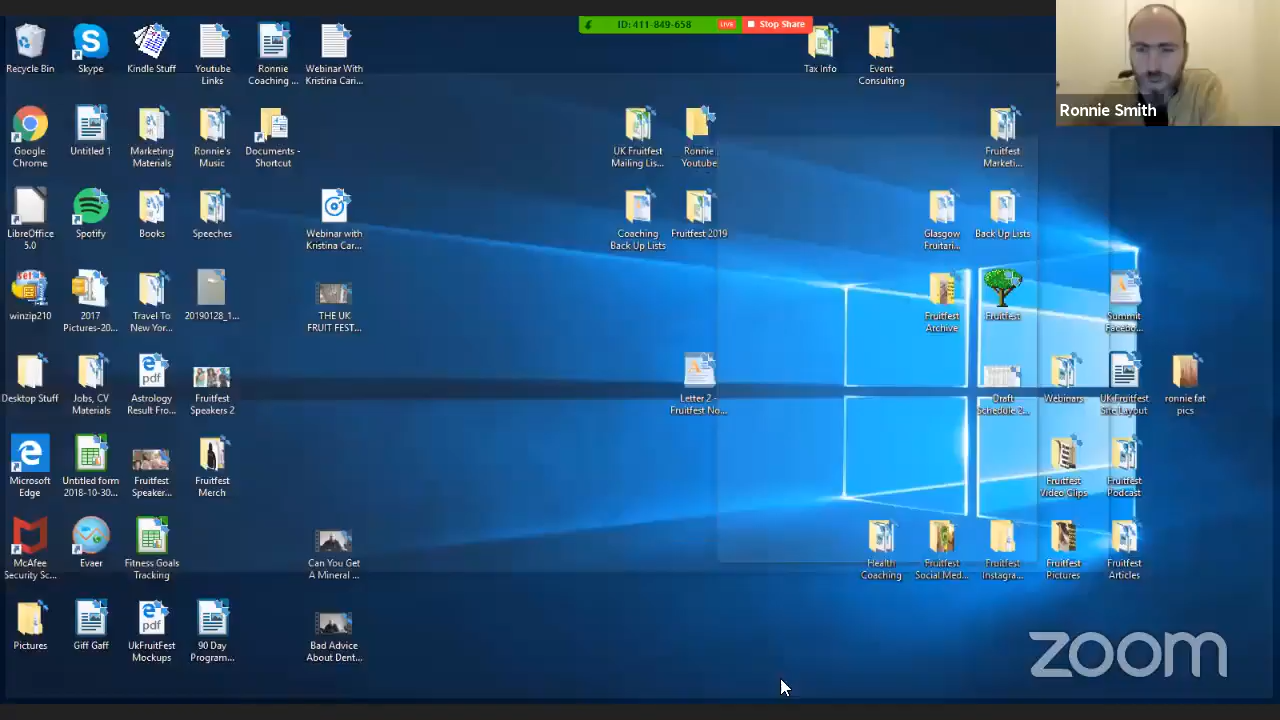 ID: 411-849-658 LIVE Stop Share
Ronnie Smith
Recycle Bin
Skype
Kindle Stuff
Youtube
Links
Ronnie
Coaching ...
Webinar With
Kristina Cari...
Tax Info
Event
Consulting
Google
Chrome
Untitled 1
Marketing
Materials
Ronnie's
Music
Documents -
Shortcut
UK Fruitfest
Mailing Lis...
Ronnie
Youtube
Fruitfest
Marketi...
LibreOffice
5.0
Spotify
Books
Speeches
Webinar with
Kristina Car...
Coaching
Back Up Lists
Fruitfest 2019
Glasgow
Fruitari...
Back Up Lists
winzip210
2017
Pictures-20...
Travel To
New Yor...
20190128_1...
THE UK
FRUIT FEST...
Fruitfest
Archive
Fruitfest
Summit
Facebo...
Desktop Stuff
Jobs, CV
Materials
pdf
Astrology
Result Fro...
Fruitfest
Speakers 2
Letter 2 -
Fruitfest No...
Draft
Schedule 2...
Webinars
UK Fruitfest
Site Layout
ronnie fat
pics
Microsoft
Edge
Untitled form
2018-10-30...
Fruitfest
Speaker...
Fruitfest
Merch
Fruitfest
Video Clips
Fruitfest
Podcast
McAfee
Security Sc...
Evaer
Fitness Goals
Tracking
Can You Get
A Mineral ...
Health
Coaching
Fruitfest
Social Med...
Fruitfest
Instagra...
Fruitfest
Pictures
Fruitfest
Articles
Pictures
Giff Gaff
pdf
UkFruitFest
Mockups
90 Day
Program...
Bad Advice
About Dent...
zoom